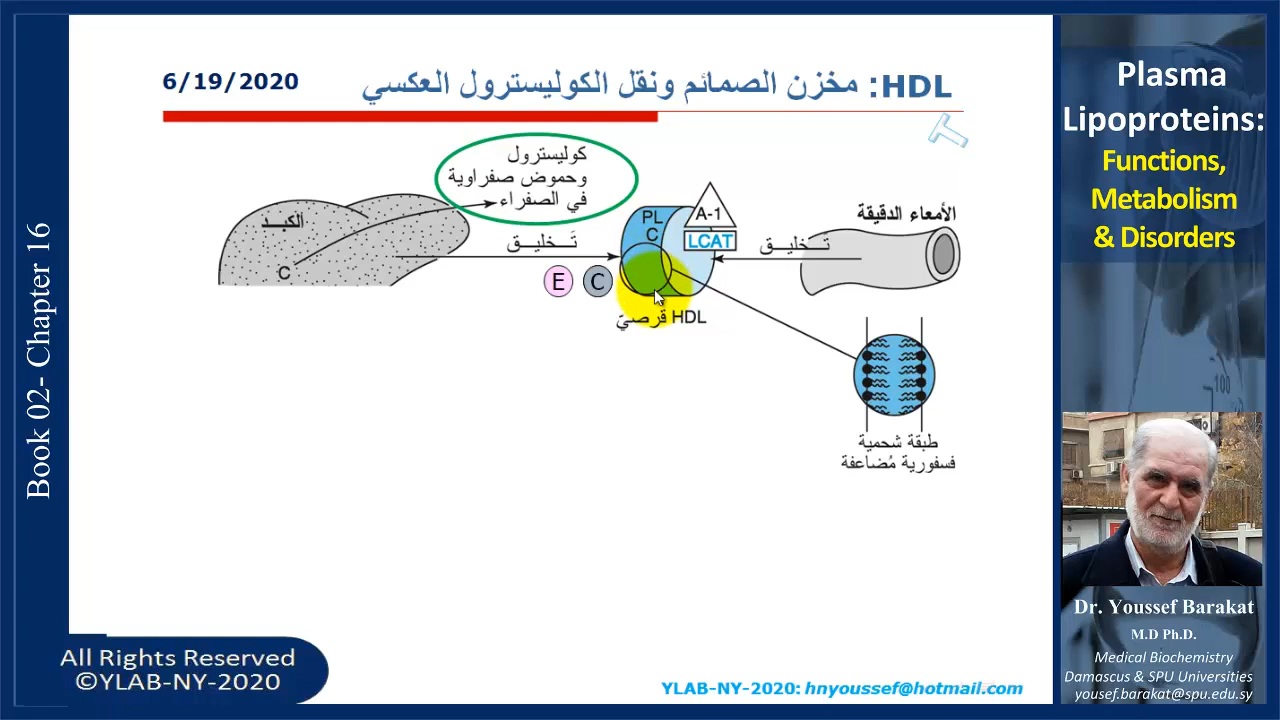 Book 02- Chapter 16
6/19/2020
HDL: مخزن الصمائم ونقل الكوليسترول العكسي
كوليسترول
وحموض صفراوية
في الصفراء
الكبـد
C
تَخليـق
E
C
PL
C
A-1
LCAT
تـخليـق
الأمعاء الدقيقة
HDL قرصيّ
طبقة شحمية
فسفورية مُضاعفة
All Rights Reserved
©YLAB-NY-2020
YLAB-NY-2020: hnyoussef@hotmail.com
Plasma
Lipoproteins:
Functions,
Metabolism
& Disorders
Dr. Youssef Barakat
M.D Ph.D.
Medical Biochemistry
Damascus & SPU Universities
yousef.barakat@spu.edu.sy